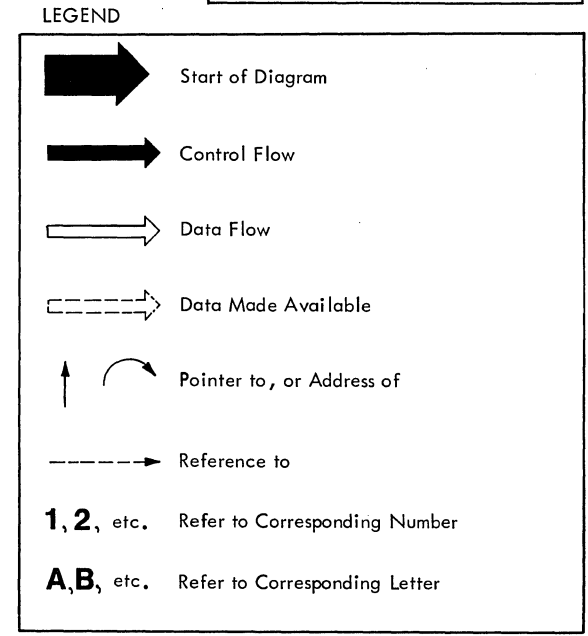 LEGEND
Start of Diagram
Control Flow
Data Flow
Data Made Available
Pointer to, or Address of
Reference to
1, 2, etc. Refer to Corresponding Number
A,B, etc. Refer to Corresponding Letter